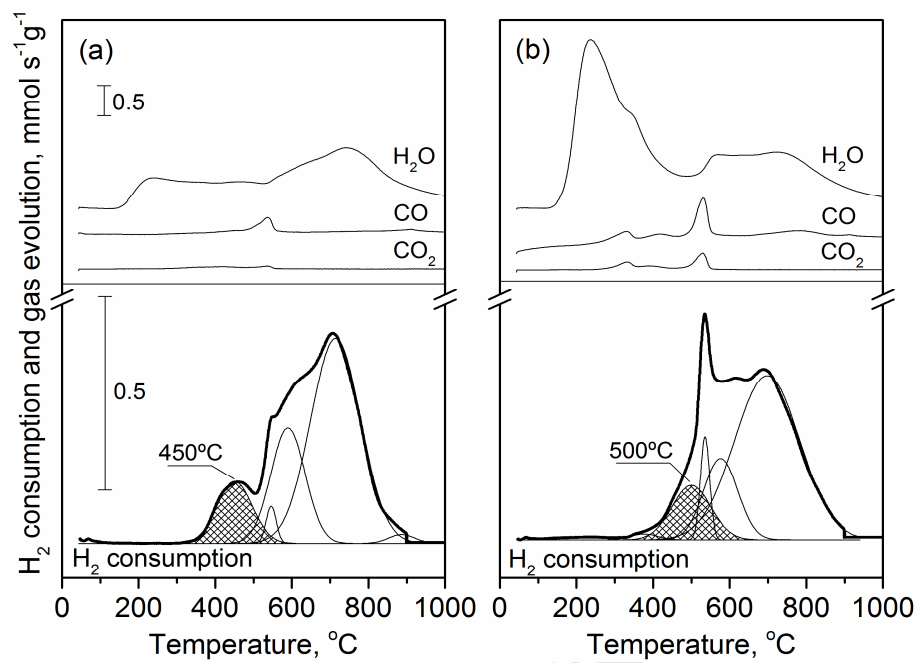 H2 consumption and gas evolution, mmol s-1g-1
(a)
0.5
H2O
CO
CO2
0.5
450ºC
H2 consumption
0 200 400 600 800 1000
Temperature, oC
(b)
H2O
CO
CO2
500ºC
H2 consumption
0 200 400 600 800 1000
Temperature, oC